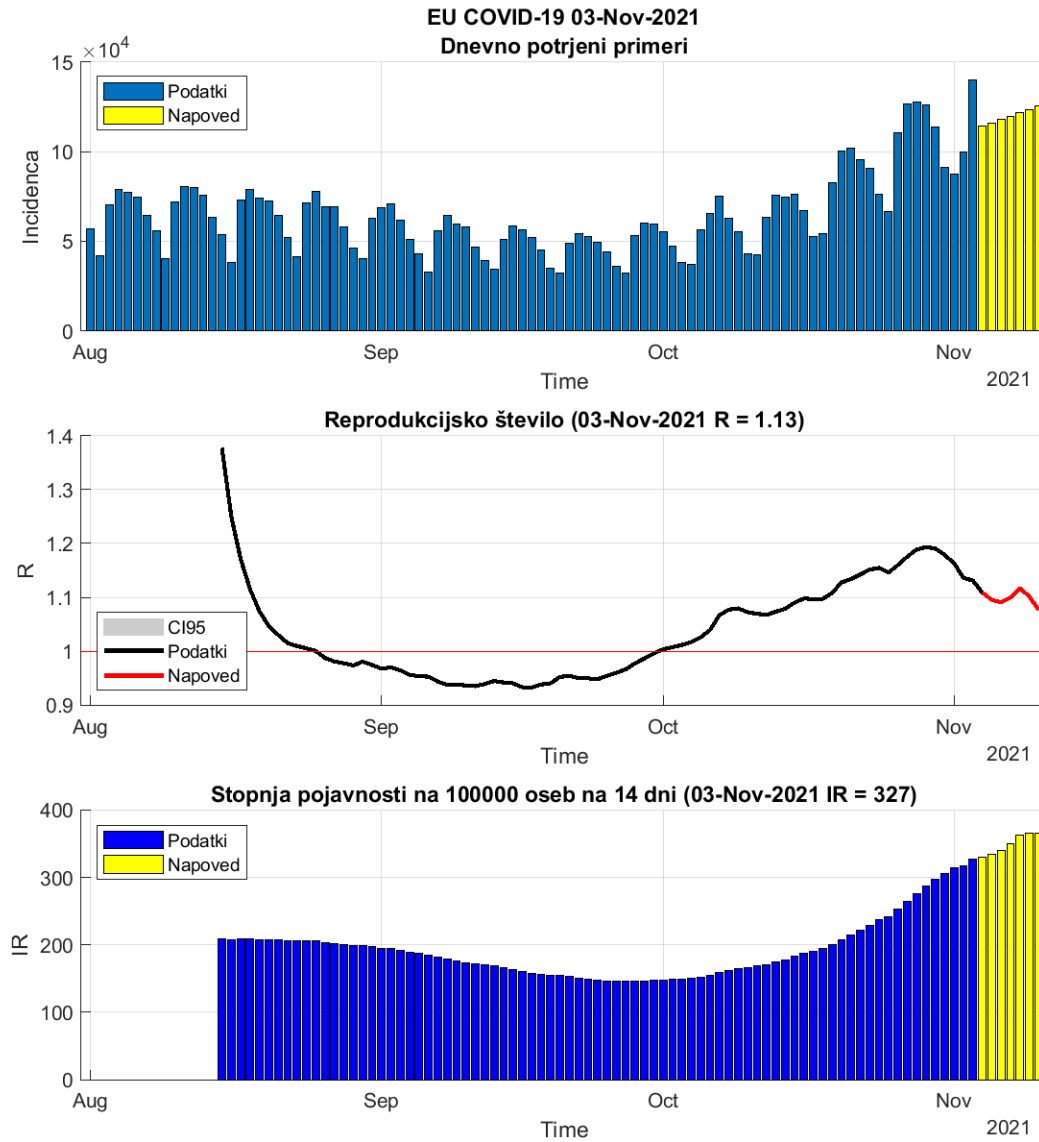 EU COVID-19 03-Nov-2021
Dnevno potrjeni primeri
×10⁴
15
10
5
0
Incidenca
Podatki
Napoved
Aug Sep Oct Nov
Time
2021
Reprodukcijsko število (03-Nov-2021 R = 1.13)
1.4
1.3
1.2
1.1
1
0.9
R
CI95
Podatki
Napoved
Aug Sep Oct Nov
Time
2021
Stopnja pojavnosti na 100000 oseb na 14 dni (03-Nov-2021 IR = 327)
400
300
200
100
0
IR
Podatki
Napoved
Aug Sep Oct Nov
Time
2021